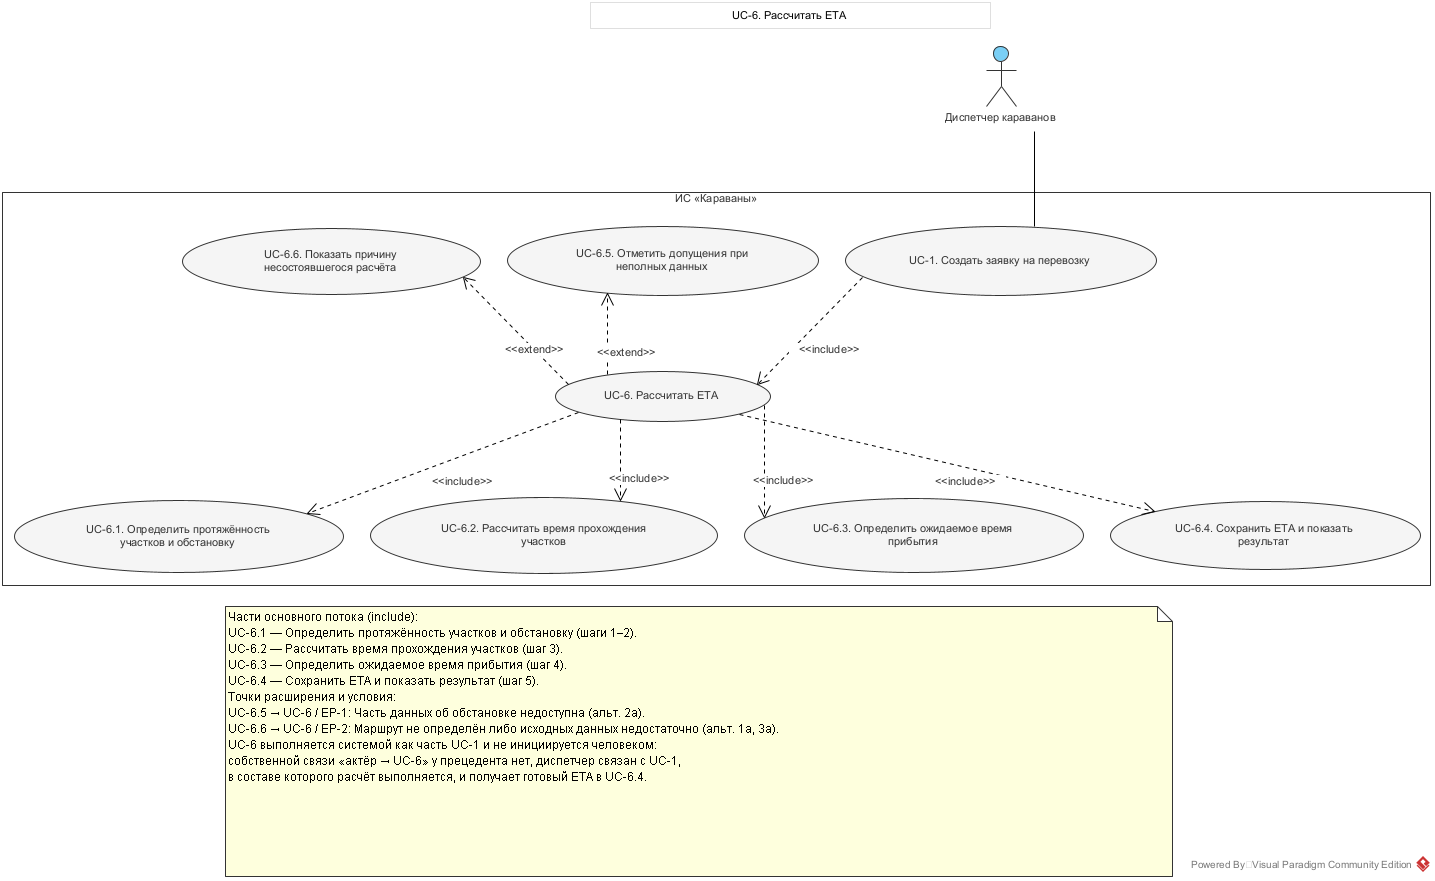 UC-6. Рассчитать ETA
Диспетчер караванов
ИС «Караваны»
UC-6.6. Показать причину
несостоявшегося расчёта
UC-6.5. Отметить допущения при
неполных данных
UC-1. Создать заявку на перевозку
<<extend>>
<<extend>>
<<include>>
UC-6. Рассчитать ETA
<<include>>
<<include>>
<<include>>
<<include>>
UC-6.1. Определить протяжённость
участков и обстановку
UC-6.2. Рассчитать время прохождения
участков
UC-6.3. Определить ожидаемое время
прибытия
UC-6.4. Сохранить ETA и показать
результат
Части основного потока (include):
UC-6.1 — Определить протяжённость участков и обстановку (шаги 1–2).
UC-6.2 — Рассчитать время прохождения участков (шаг 3).
UC-6.3 — Определить ожидаемое время прибытия (шаг 4).
UC-6.4 — Сохранить ETA и показать результат (шаг 5).
Точки расширения и условия:
UC-6.5 → UC-6 / EP-1: Часть данных об обстановке недоступна (альт. 2а).
UC-6.6 → UC-6 / EP-2: Маршрут не определён либо исходных данных недостаточно (альт. 1а, 3а).
UC-6 выполняется системой как часть UC-1 и не инициируется человеком:
собственной связи «актёр → UC-6» у прецедента нет, диспетчер связан с UC-1,
в составе которого расчёт выполняется, и получает готовый ETA в UC-6.4.
Powered By Visual Paradigm Community Edition